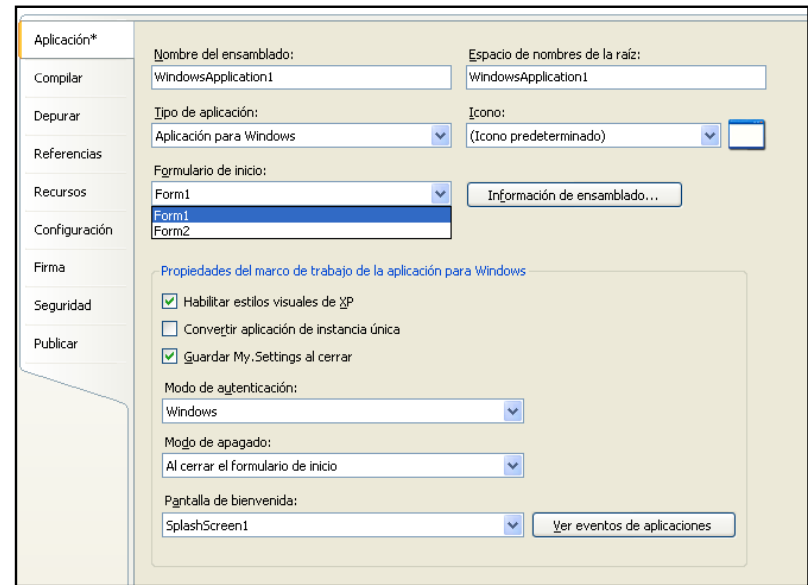 Aplicación*
Compilar
Depurar
Referencias
Recursos
Configuración
Firma
Seguridad
Publicar
Nombre del ensamblado:
Espacio de nombres de la raíz:
WindowsApplication1
WindowsApplication1
Tipo de aplicación:
Icono:
Aplicación para Windows
(Icono predeterminado)
Formulario de inicio:
Form1
Información de ensamblado...
Form1
Form2
Propiedades del marco de trabajo de la aplicación para Windows
Habilitar estilos visuales de XP
Convertir aplicación de instancia única
Guardar My.Settings al cerrar
Modo de autenticación:
Windows
Modo de apagado:
Al cerrar el formulario de inicio
Pantalla de bienvenida:
SplashScreen1
Ver eventos de aplicaciones